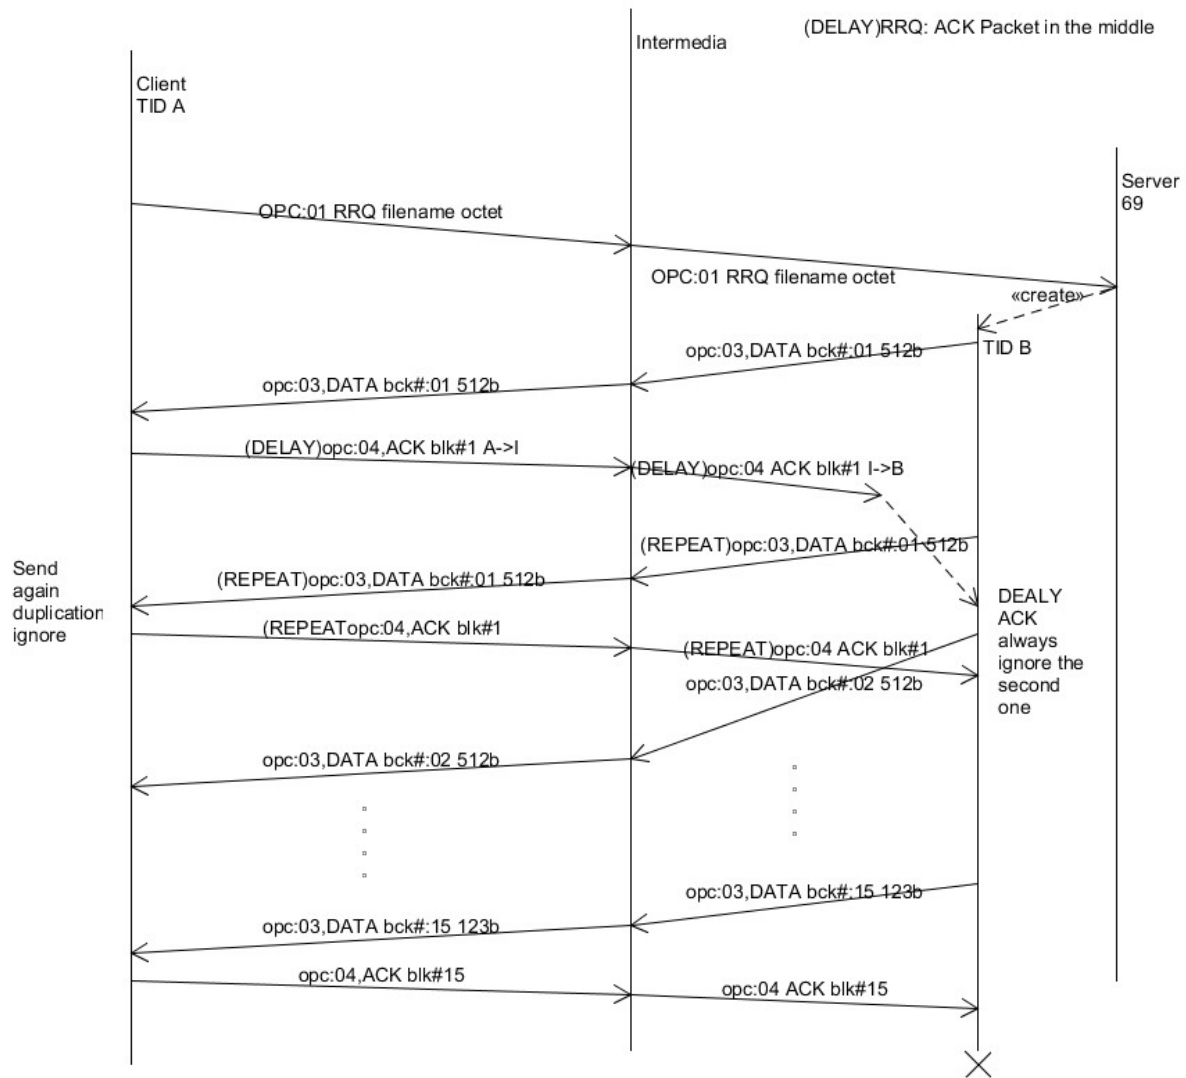 (DELAY)RRQ: ACK Packet in the middle
Intermedia
Client
TID A
Server
69
OPC:01 RRQ filename octet
OPC:01 RRQ filename octet
«create»
TID B
opc:03,DATA bck#:01 512b
opc:03,DATA bck#:01 512b
(DELAY)opc:04,ACK blk#1 A->I
(DELAY)opc:04 ACK blk#1 I->B
(REPEAT)opc:03,DATA bck#:01 512b
(REPEAT)opc:03,DATA bck#:01 512b
Send
again
duplication
ignore
DEALY
ACK
always
ignore the
second
one
(REPEATopc:04,ACK blk#1
(REPEAT)opc:04 ACK blk#1
opc:03,DATA bck#:02 512b
opc:03,DATA bck#:02 512b
opc:03,DATA bck#:15 123b
opc:03,DATA bck#:15 123b
opc:04,ACK blk#15
opc:04 ACK blk#15